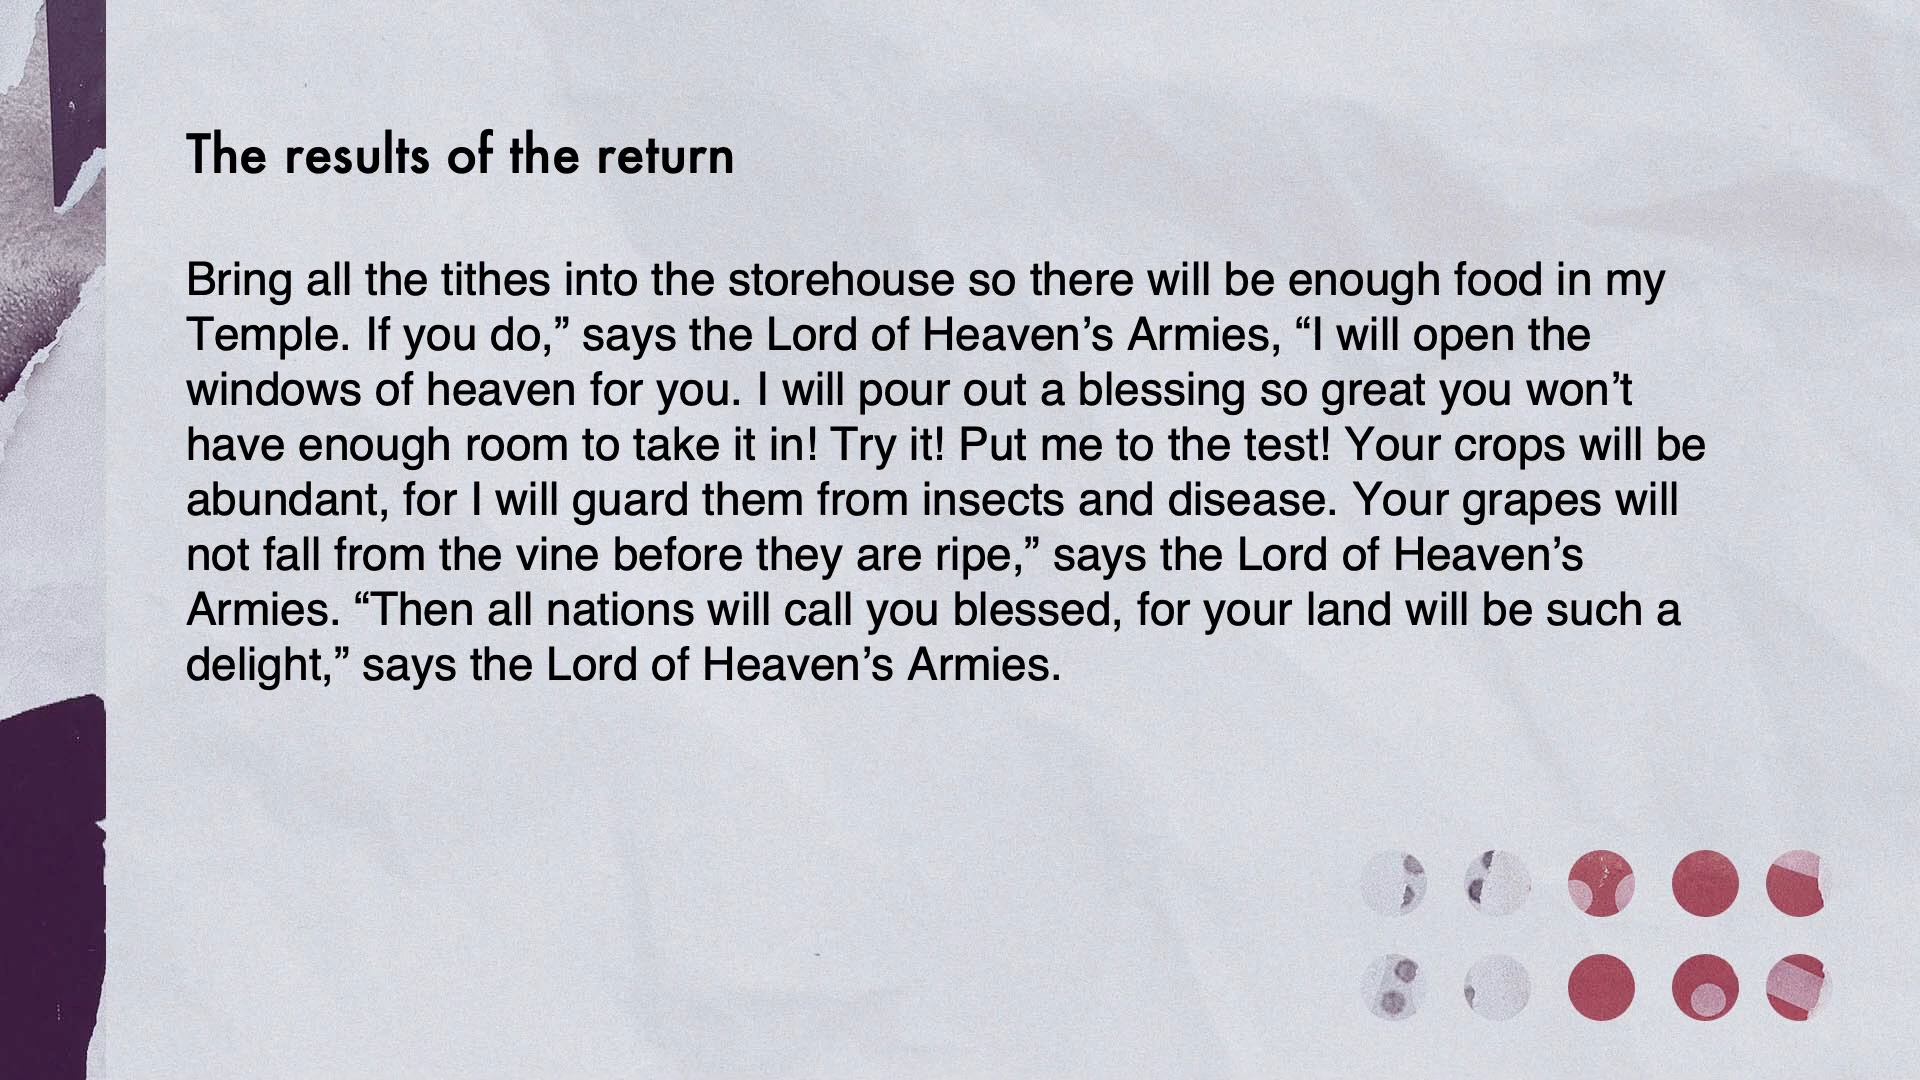 The results of the return
Bring all the tithes into the storehouse so there will be enough food in my
Temple. If you do,” says the Lord of Heaven’s Armies, “I will open the
windows of heaven for you. I will pour out a blessing so great you won’t
have enough room to take it in! Try it! Put me to the test! Your crops will be
abundant, for I will guard them from insects and disease. Your grapes will
not fall from the vine before they are ripe,” says the Lord of Heaven’s
Armies. “Then all nations will call you blessed, for your land will be such a
delight,” says the Lord of Heaven’s Armies.